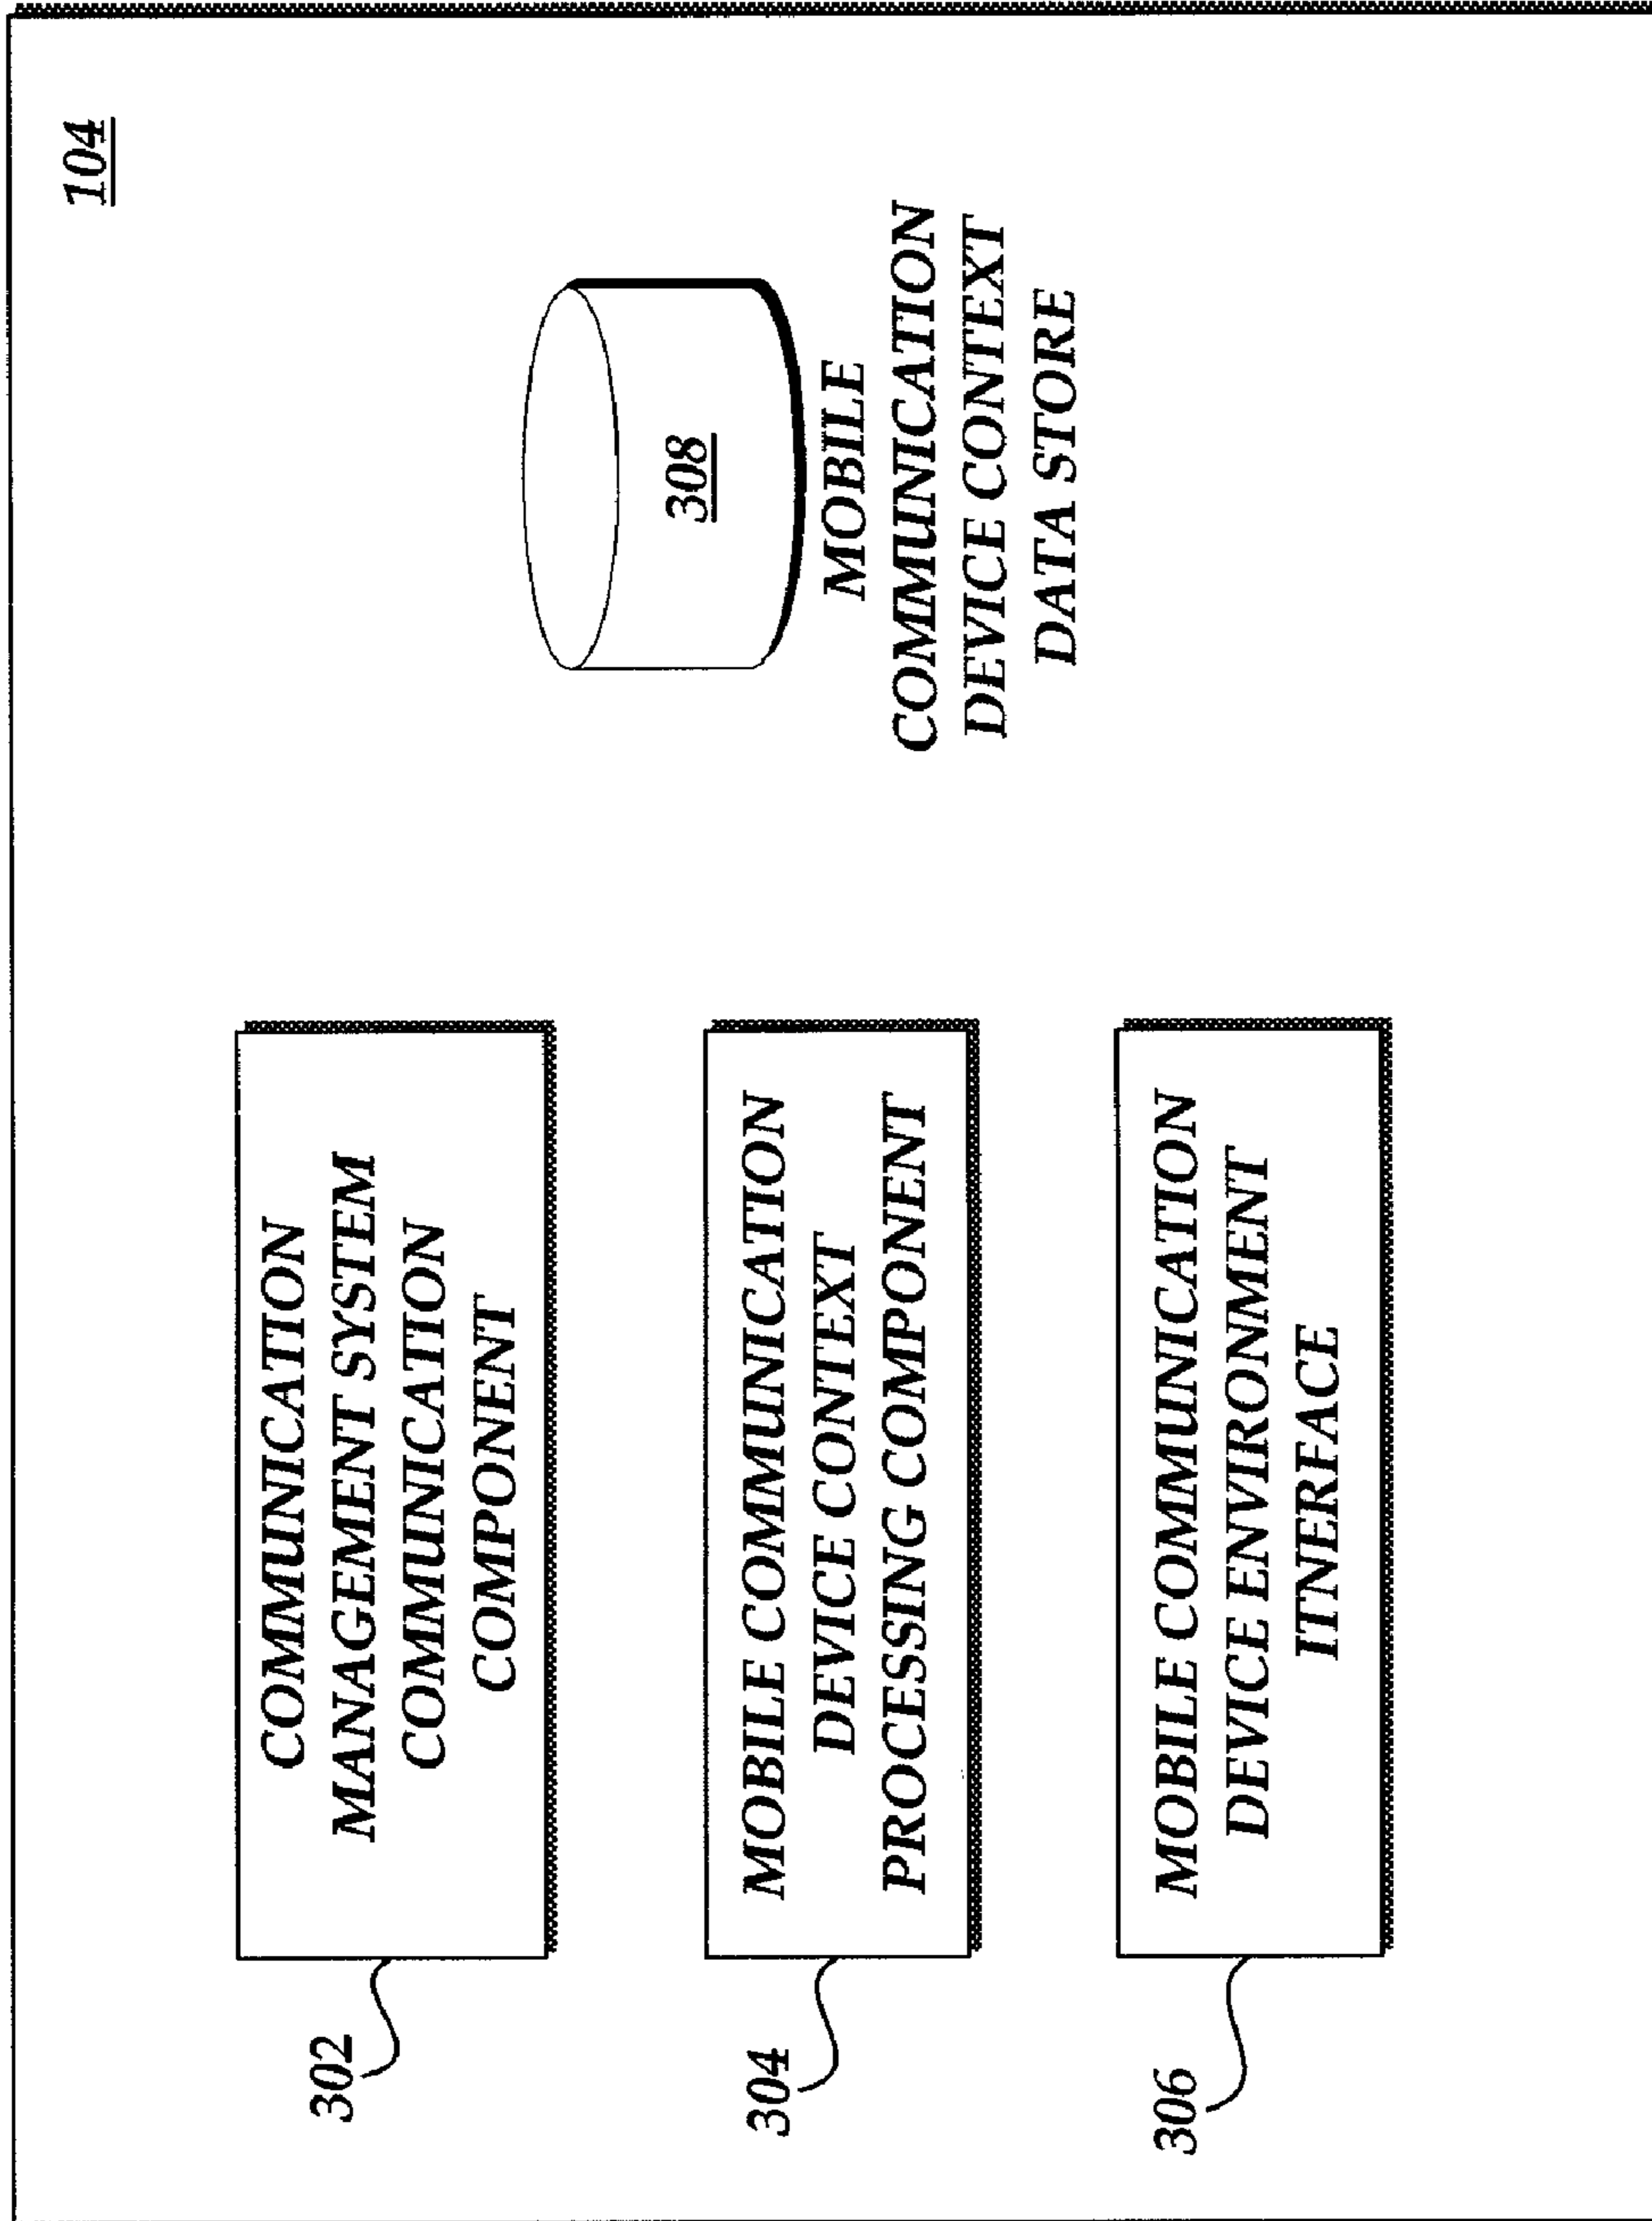 104
302
COMMUNICATION
MANAGEMENT SYSTEM
COMMUNICATION
COMPONENT
304
MOBILE COMMUNICATION
DEVICE CONTEXT
PROCESSING COMPONENT
306
MOBILE COMMUNICATION
DEVICE ENVIRONMENT
ITNERFACE
308
MOBILE
COMMUNICATION
DEVICE CONTEXT
DATA STORE